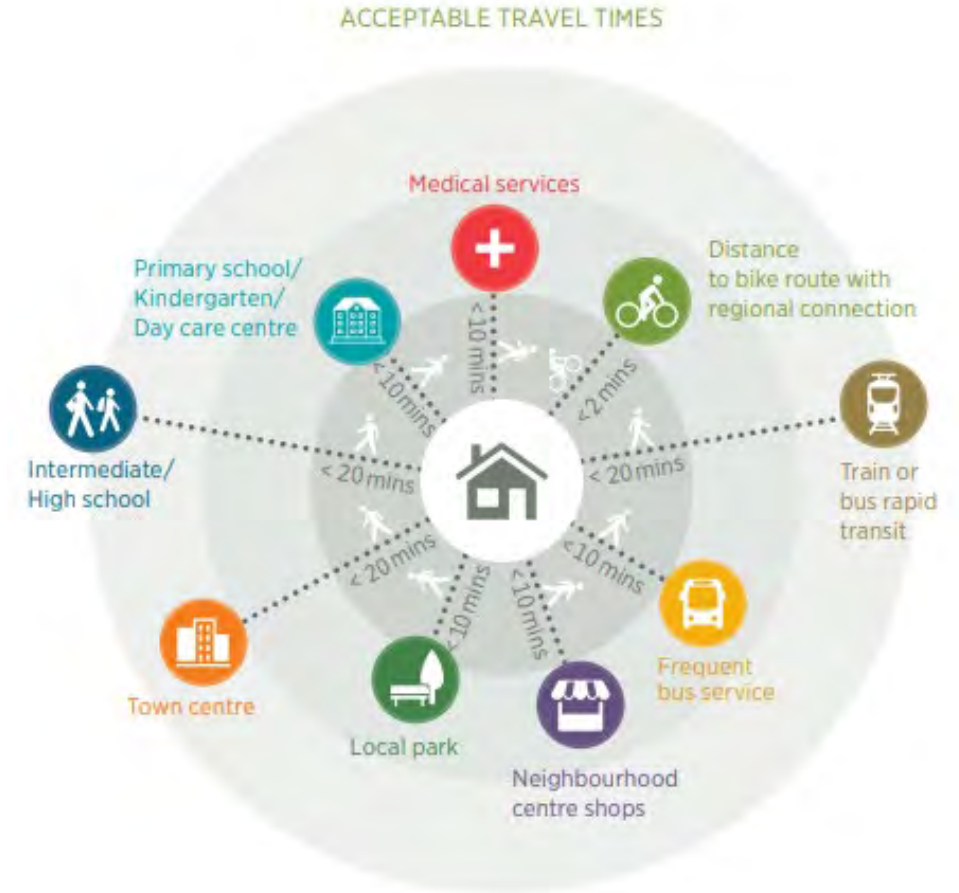 ACCEPTABLE TRAVEL TIMES
Medical services
< 10 mins
Distance
to bike route with
regional connection
<2 mins
Primary school/
Kindergarten/
Day care centre
< 10 mins
Intermediate/
High school
< 20 mins
Train or
bus rapid
transit
< 20 mins
Town centre
< 20 mins
Local park
< 10 mins
Neighbourhood
centre shops
< 10 mins
Frequent
bus service
<10 mins